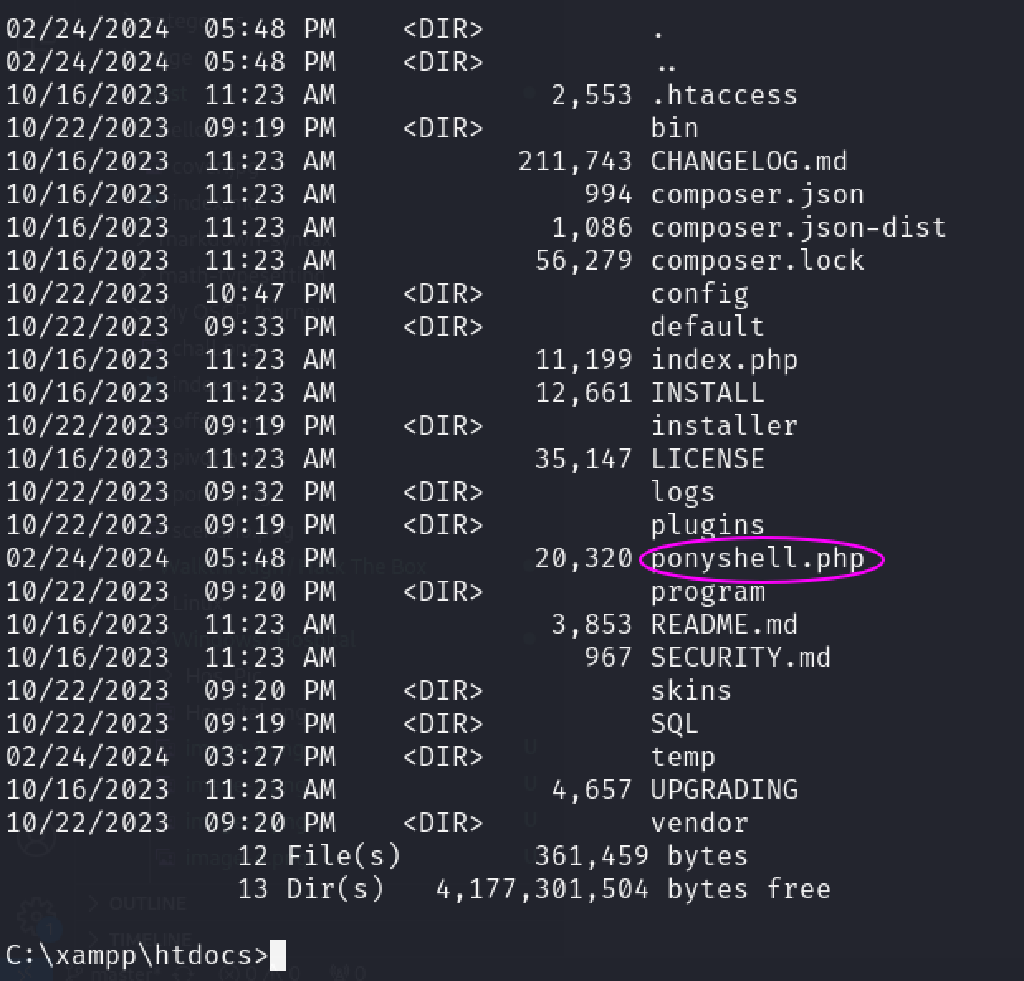 02/24/2024  05:48 PM    <DIR>          .
02/24/2024  05:48 PM    <DIR>          ..
10/16/2023  11:23 AM             2,553 .htaccess
10/22/2023  09:19 PM    <DIR>          bin
10/16/2023  11:23 AM           211,743 CHANGELOG.md
10/16/2023  11:23 AM               994 composer.json
10/16/2023  11:23 AM             1,086 composer.json-dist
10/16/2023  11:23 AM            56,279 composer.lock
10/22/2023  10:47 PM    <DIR>          config
10/22/2023  09:33 PM    <DIR>          default
10/16/2023  11:23 AM            11,199 index.php
10/16/2023  11:23 AM            12,661 INSTALL
10/22/2023  09:19 PM    <DIR>          installer
10/16/2023  11:23 AM            35,147 LICENSE
10/22/2023  09:32 PM    <DIR>          logs
10/22/2023  09:19 PM    <DIR>          plugins
02/24/2024  05:48 PM            20,320 ponyshell.php
10/22/2023  09:20 PM    <DIR>          program
10/16/2023  11:23 AM             3,853 README.md
10/16/2023  11:23 AM               967 SECURITY.md
10/22/2023  09:20 PM    <DIR>          skins
10/22/2023  09:19 PM    <DIR>          SQL
02/24/2024  03:27 PM    <DIR>          temp
10/16/2023  11:23 AM             4,657 UPGRADING
10/22/2023  09:20 PM    <DIR>          vendor
              12 File(s)        361,459 bytes
              13 Dir(s)   4,177,301,504 bytes free
OUTLINE
TIMELINE
C:\xampp\htdocs>